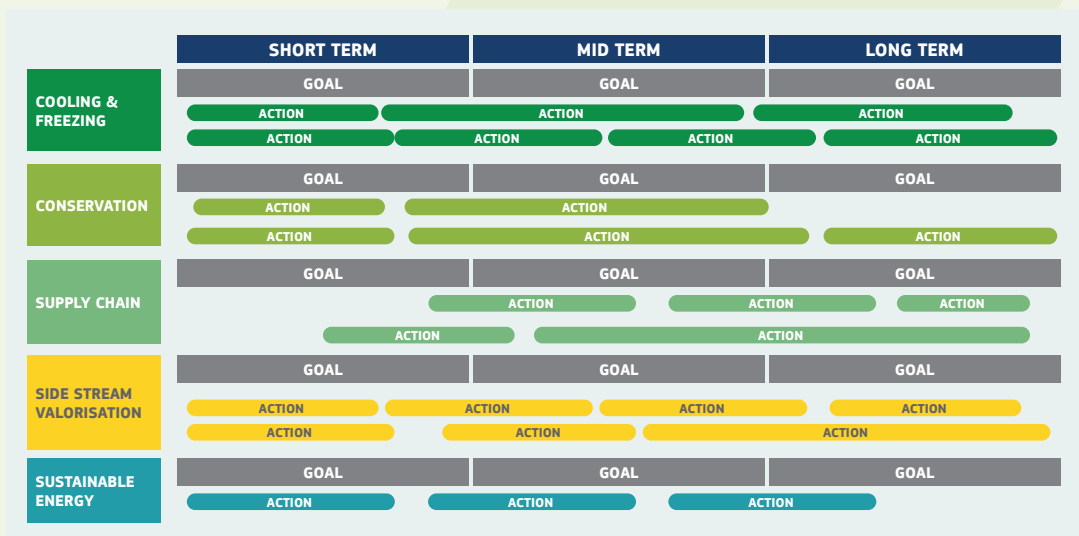 SHORT TERM MID TERM LONG TERM
COOLING &
FREEZING
GOAL GOAL GOAL
ACTION ACTION ACTION
ACTION ACTION ACTION ACTION
CONSERVATION
GOAL GOAL GOAL
ACTION ACTION
ACTION ACTION ACTION
SUPPLY CHAIN
GOAL GOAL GOAL
ACTION ACTION ACTION
ACTION ACTION
SIDE STREAM
VALORISATION
GOAL GOAL GOAL
ACTION ACTION ACTION ACTION
ACTION ACTION ACTION
SUSTAINABLE
ENERGY
GOAL GOAL GOAL
ACTION ACTION ACTION